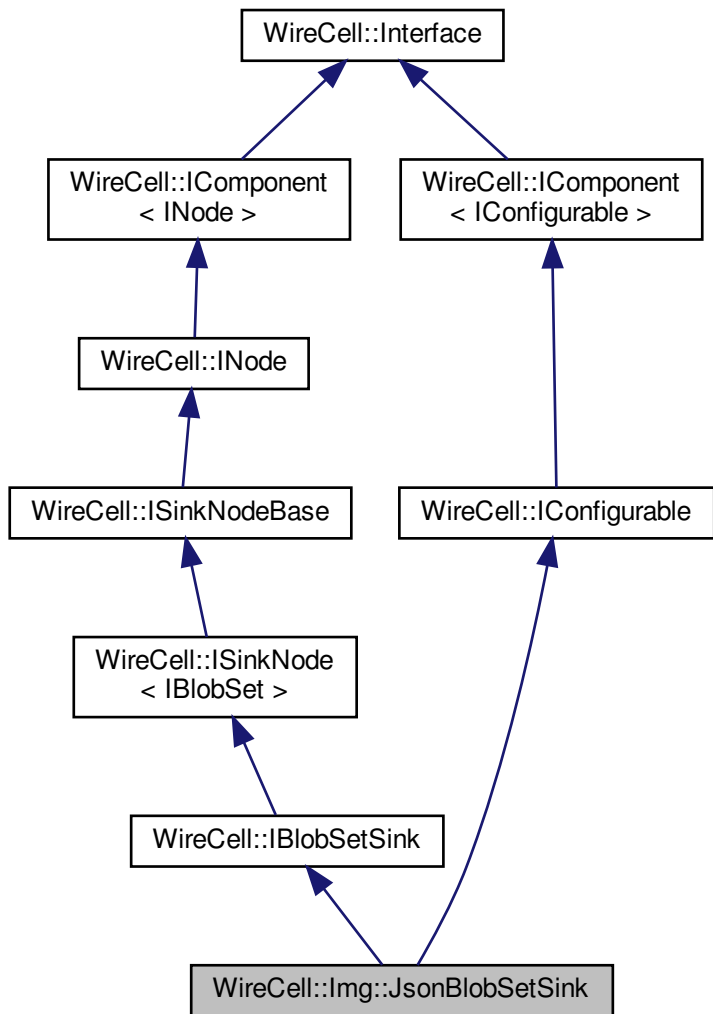 WireCell::Interface
WireCell::IComponent
< INode >
WireCell::IComponent
< IConfigurable >
WireCell::INode
WireCell::ISinkNodeBase
WireCell::IConfigurable
WireCell::ISinkNode
< IBlobSet >
WireCell::IBlobSetSink
WireCell::Img::JsonBlobSetSink